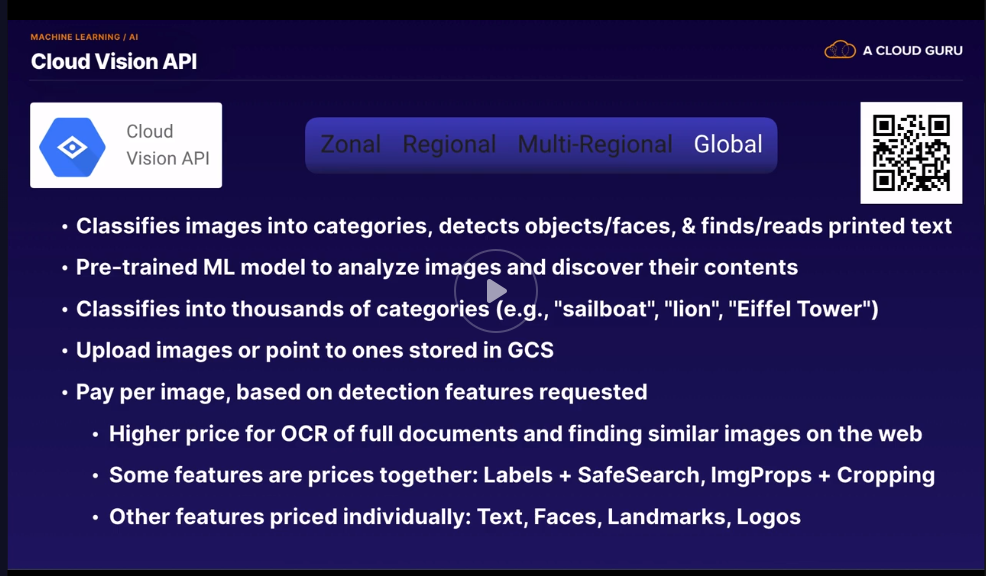 MACHINE LEARNING / AI
Cloud Vision API
A CLOUD GURU
Cloud
Vision API
Zonal Regional Multi-Regional Global
• Classifies images into categories, detects objects/faces, & finds/reads printed text
• Pre-trained ML model to analyze images and discover their contents
• Classifies into thousands of categories (e.g., "sailboat", "lion", "Eiffel Tower")
• Upload images or point to ones stored in GCS
• Pay per image, based on detection features requested
• Higher price for OCR of full documents and finding similar images on the web
• Some features are prices together: Labels + SafeSearch, ImgProps + Cropping
• Other features priced individually: Text, Faces, Landmarks, Logos